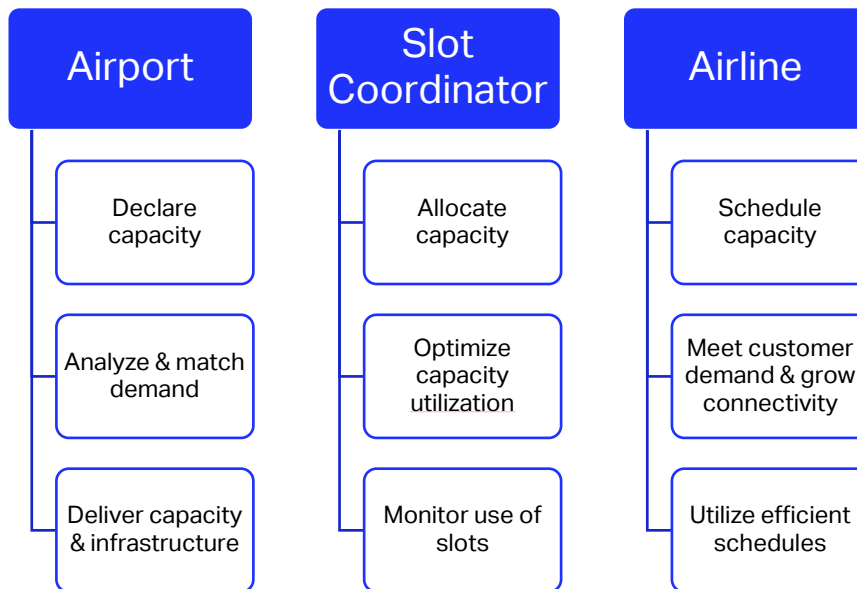 Airport
Declare
capacity
Analyze & match
demand
Deliver capacity
& infrastructure
Slot
Coordinator
Allocate
capacity
Optimize
capacity
utilization
Monitor use of
slots
Airline
Schedule
capacity
Meet customer
demand & grow
connectivity
Utilize efficient
schedules